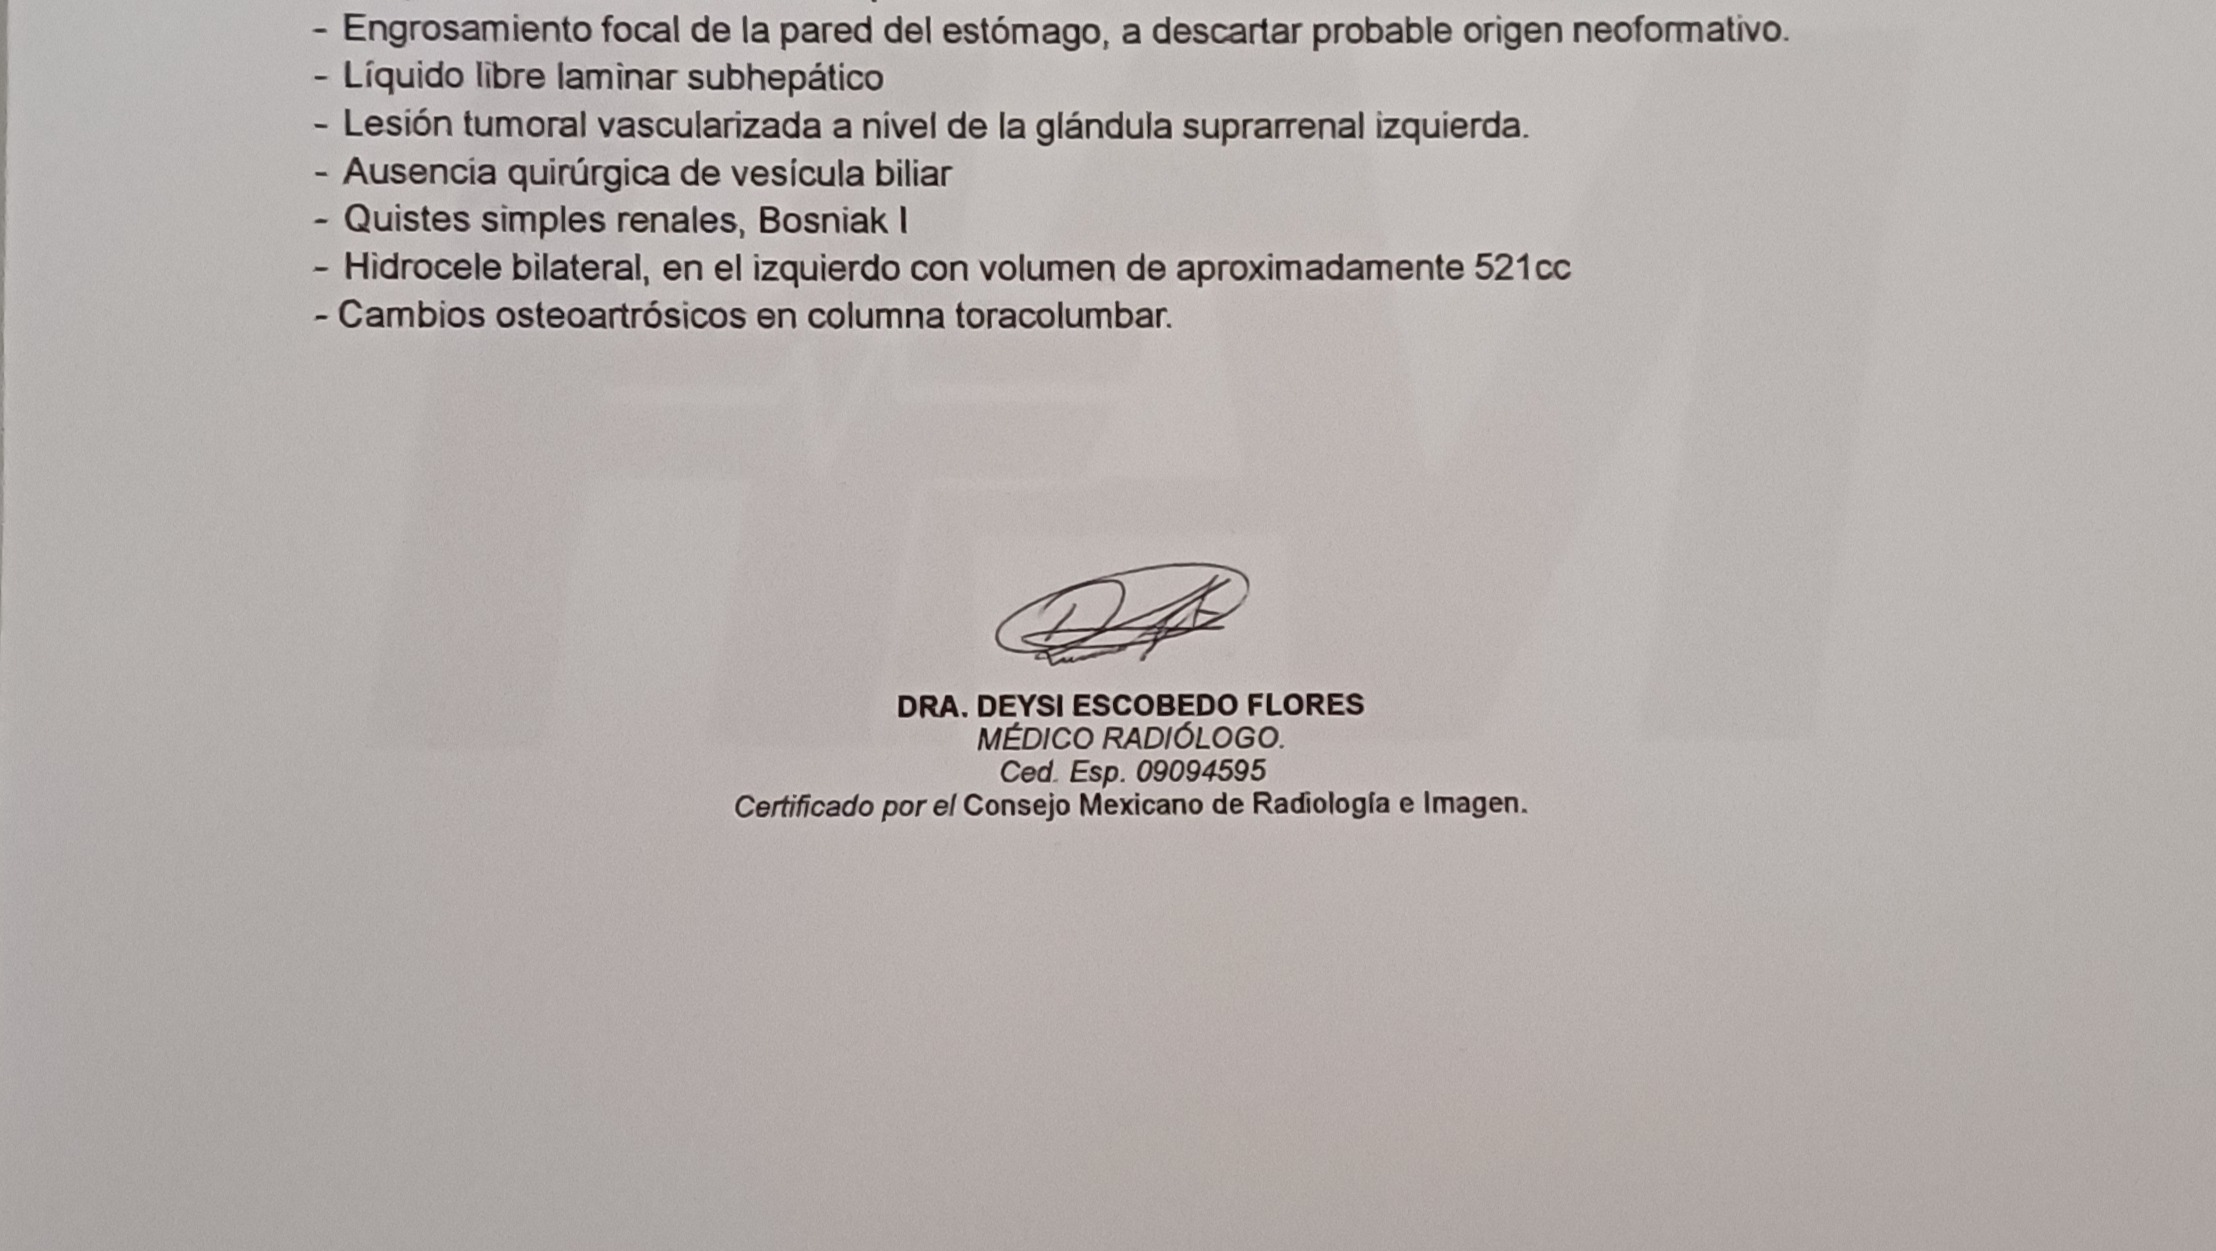 - Engrosamiento focal de la pared del estómago, a descartar probable origen neoformativo.
- Líquido libre laminar subhepático
- Lesión tumoral vascularizada a nivel de la glándula suprarrenal izquierda.
- Ausencia quirúrgica de vesícula biliar
- Quistes simples renales, Bosniak I
- Hidrocele bilateral, en el izquierdo con volumen de aproximadamente 521cc
- Cambios osteoartrósicos en columna toracolumbar.
DRA. DEYSI ESCOBEDO FLORES
MÉDICO RADIÓLOGO.
Ced. Esp. 09094595
Certificado por el Consejo Mexicano de Radiología e Imagen.